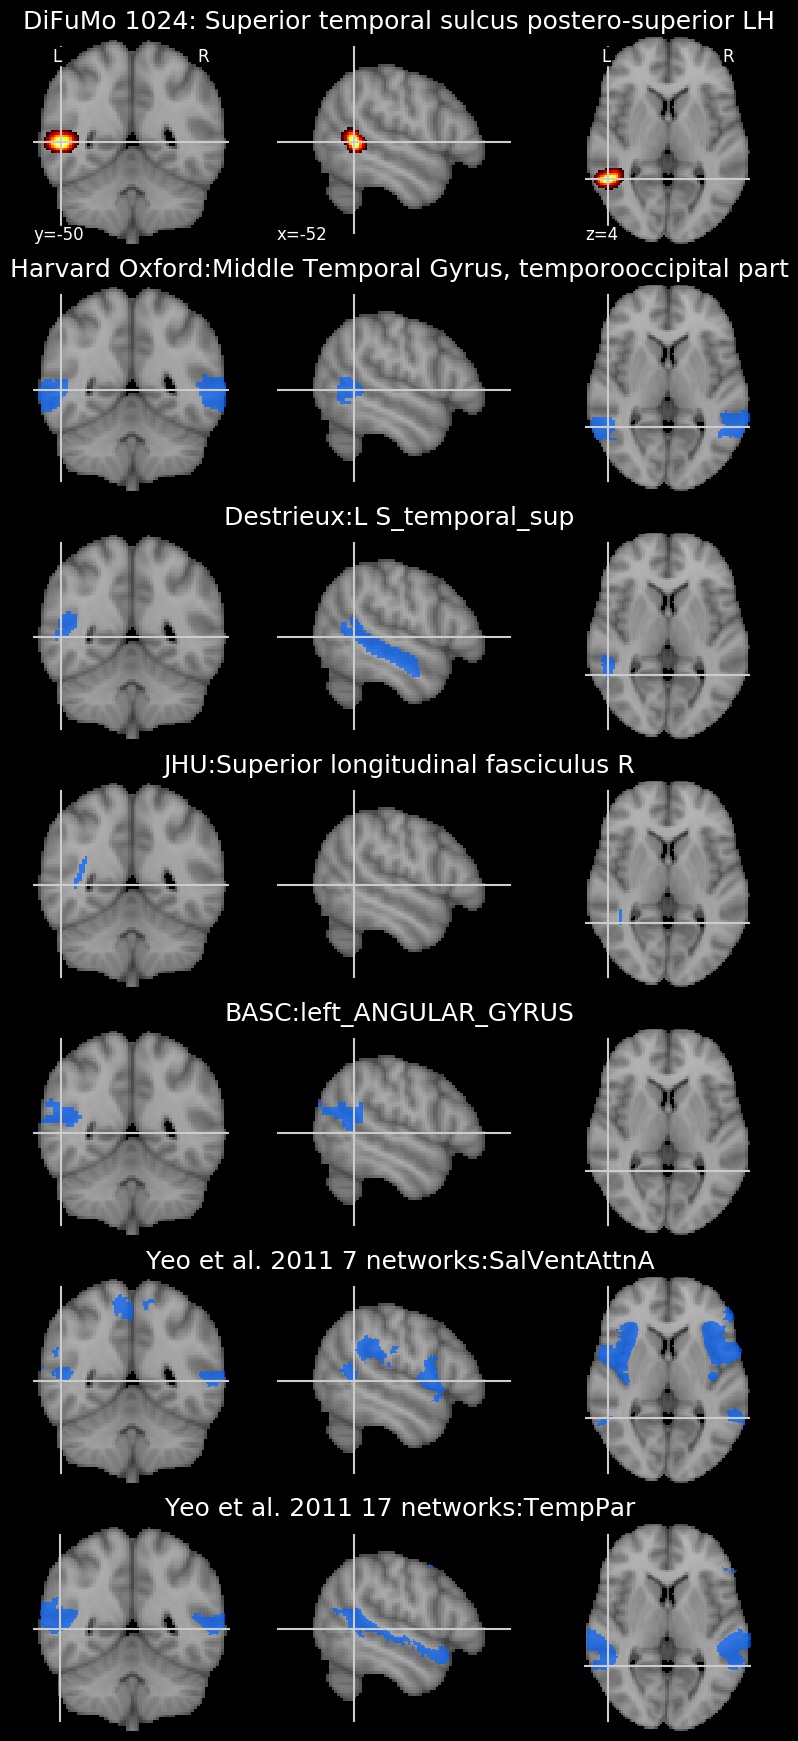 DiFuMo 1024: Superior temporal sulcus postero-superior LH
L R L R
y=-50 x=-52 z=4
Harvard Oxford:Middle Temporal Gyrus, temporooccipital part
Destrieux:L S_temporal_sup
JHU:Superior longitudinal fasciculus R
BASC:left_ANGULAR_GYRUS
Yeo et al. 2011 7 networks:SalVentAttnA
Yeo et al. 2011 17 networks:TempPar